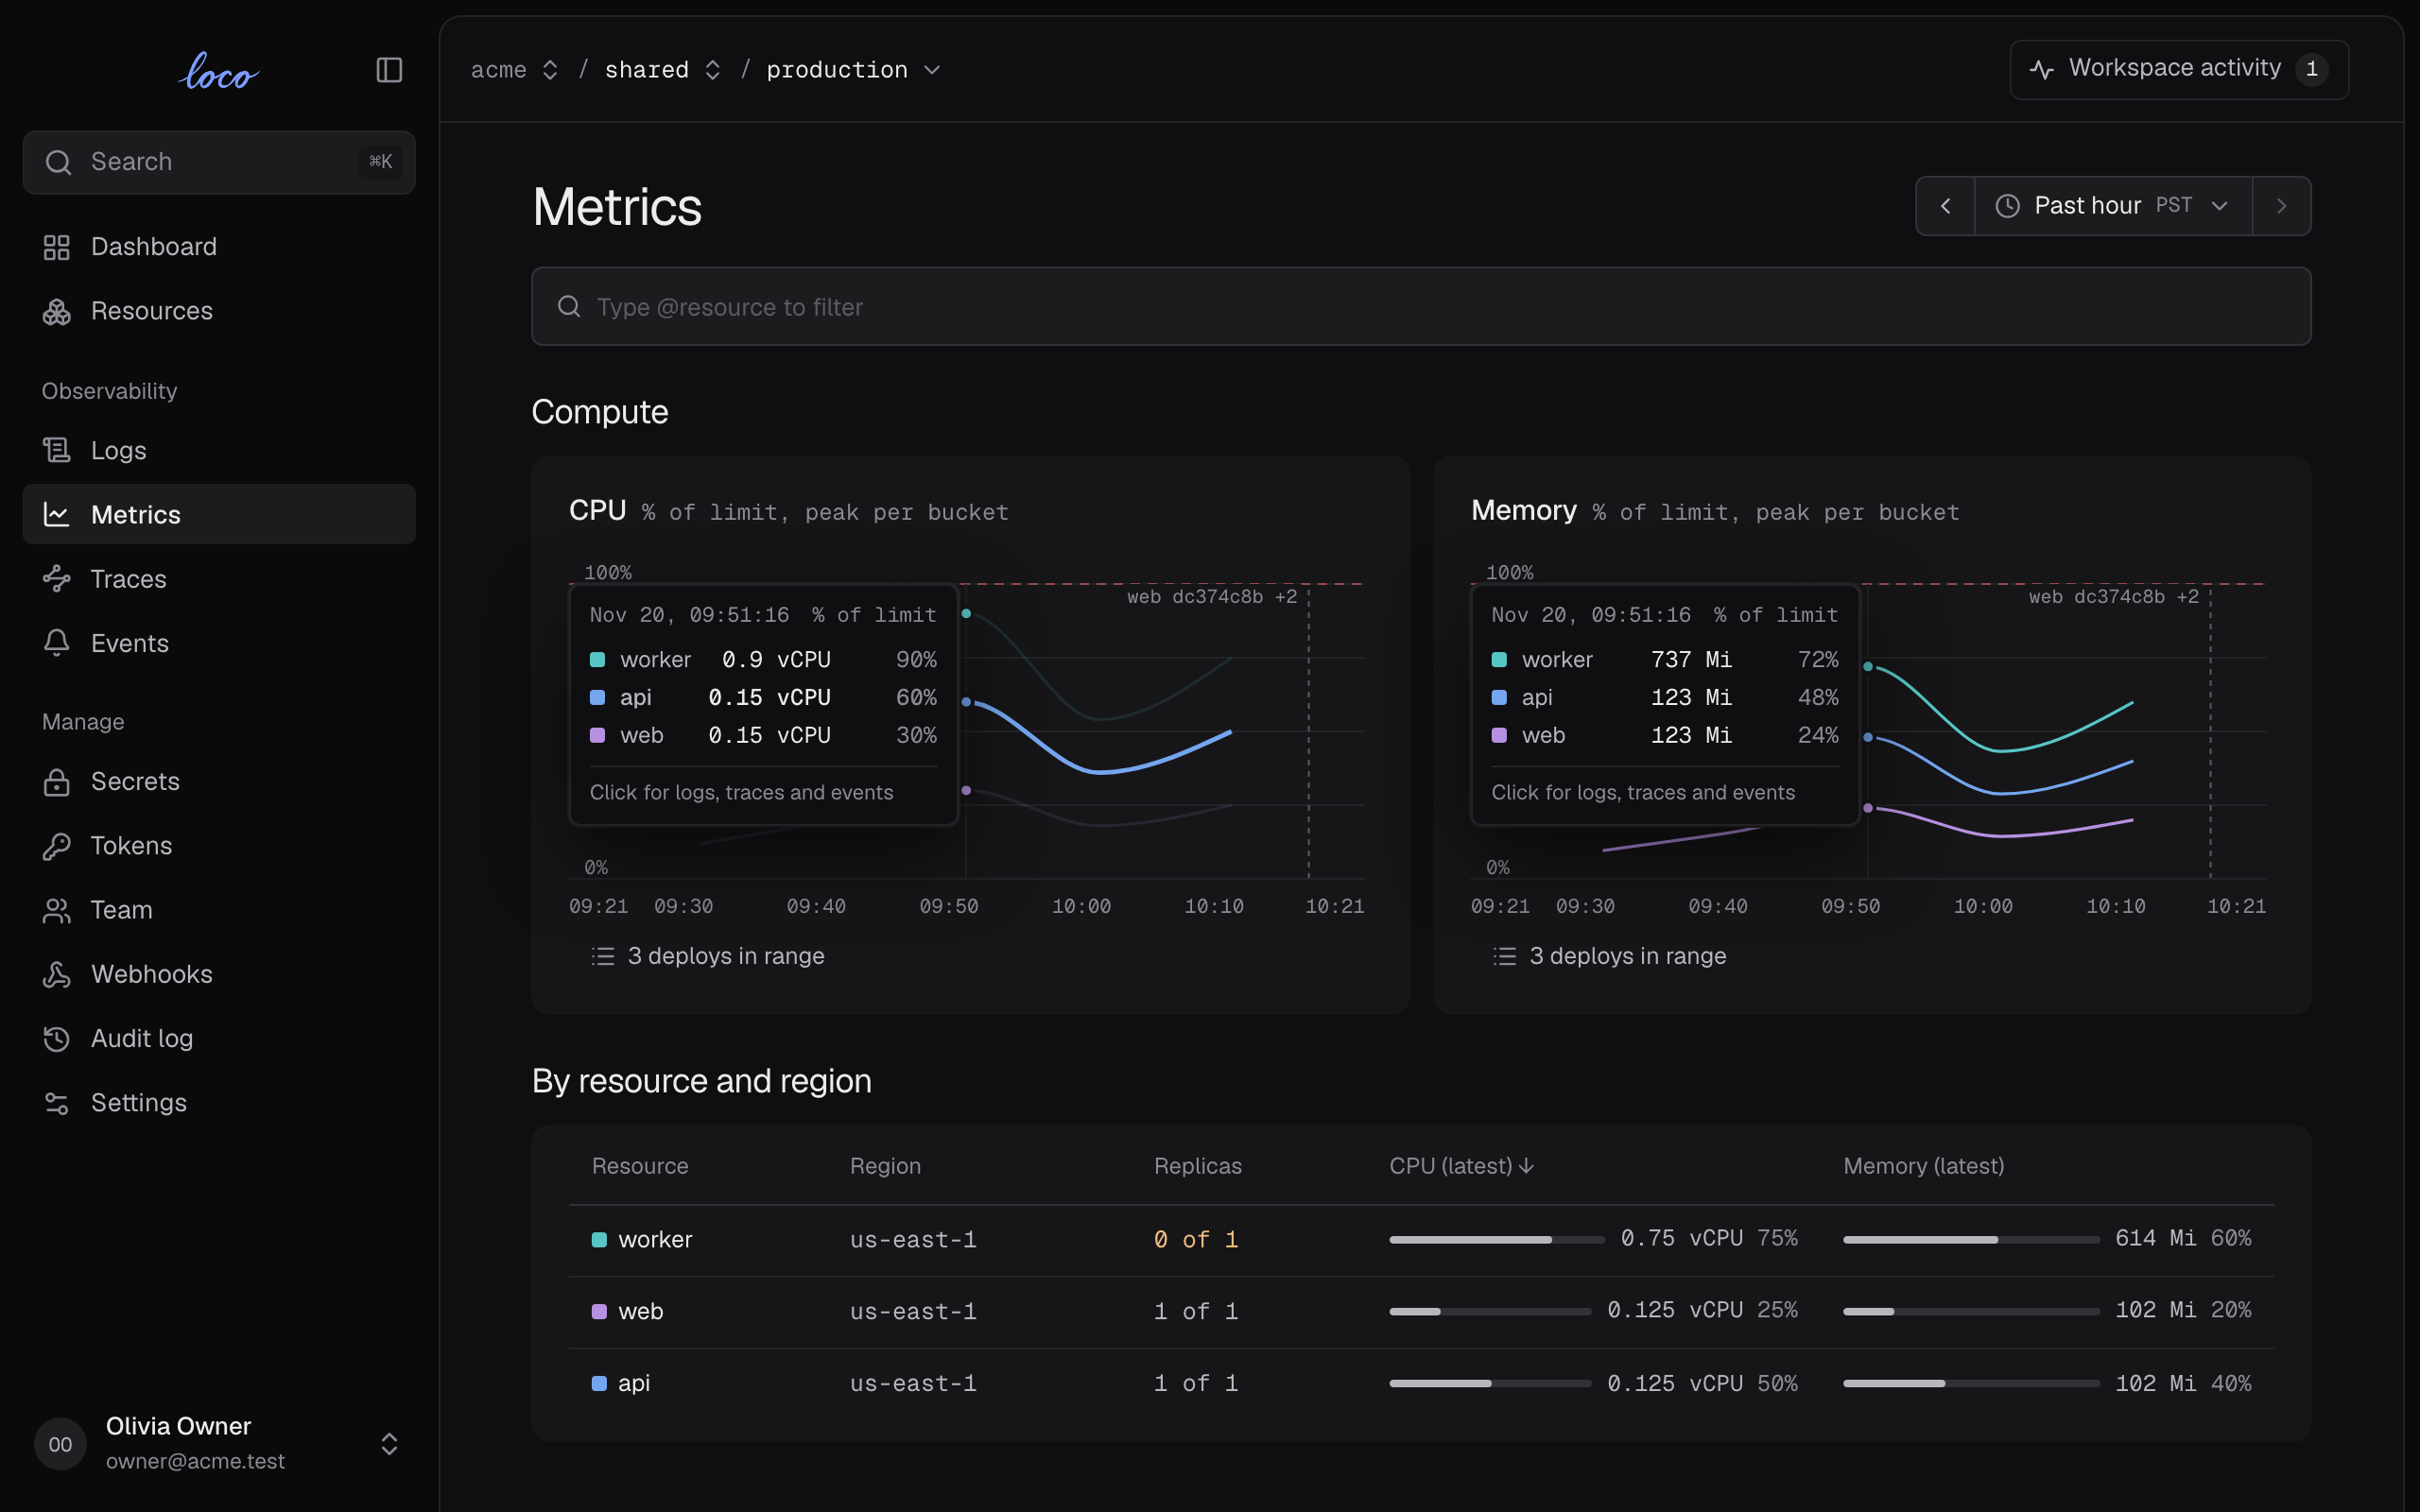 loco
Search ⌘K
Dashboard
Resources
Observability
Logs
Metrics
Traces
Events
Manage
Secrets
Tokens
Team
Webhooks
Audit log
Settings
OO Olivia Owner
owner@acme.test
acme / shared / production
Workspace activity 1
Metrics
Past hour PST
Type @resource to filter
Compute
CPU % of limit, peak per bucket
100%
web dc374c8b +2
Nov 20, 09:51:16 % of limit
worker 0.9 vCPU 90%
api 0.15 vCPU 60%
web 0.15 vCPU 30%
Click for logs, traces and events
0%
09:21 09:30 09:40 09:50 10:00 10:10 10:21
3 deploys in range
Memory % of limit, peak per bucket
100%
web dc374c8b +2
Nov 20, 09:51:16 % of limit
worker 737 Mi 72%
api 123 Mi 48%
web 123 Mi 24%
Click for logs, traces and events
0%
09:21 09:30 09:40 09:50 10:00 10:10 10:21
3 deploys in range
By resource and region
Resource Region Replicas CPU (latest) ↓ Memory (latest)
worker us-east-1 0 of 1 0.75 vCPU 75% 614 Mi 60%
web us-east-1 1 of 1 0.125 vCPU 25% 102 Mi 20%
api us-east-1 1 of 1 0.125 vCPU 50% 102 Mi 40%